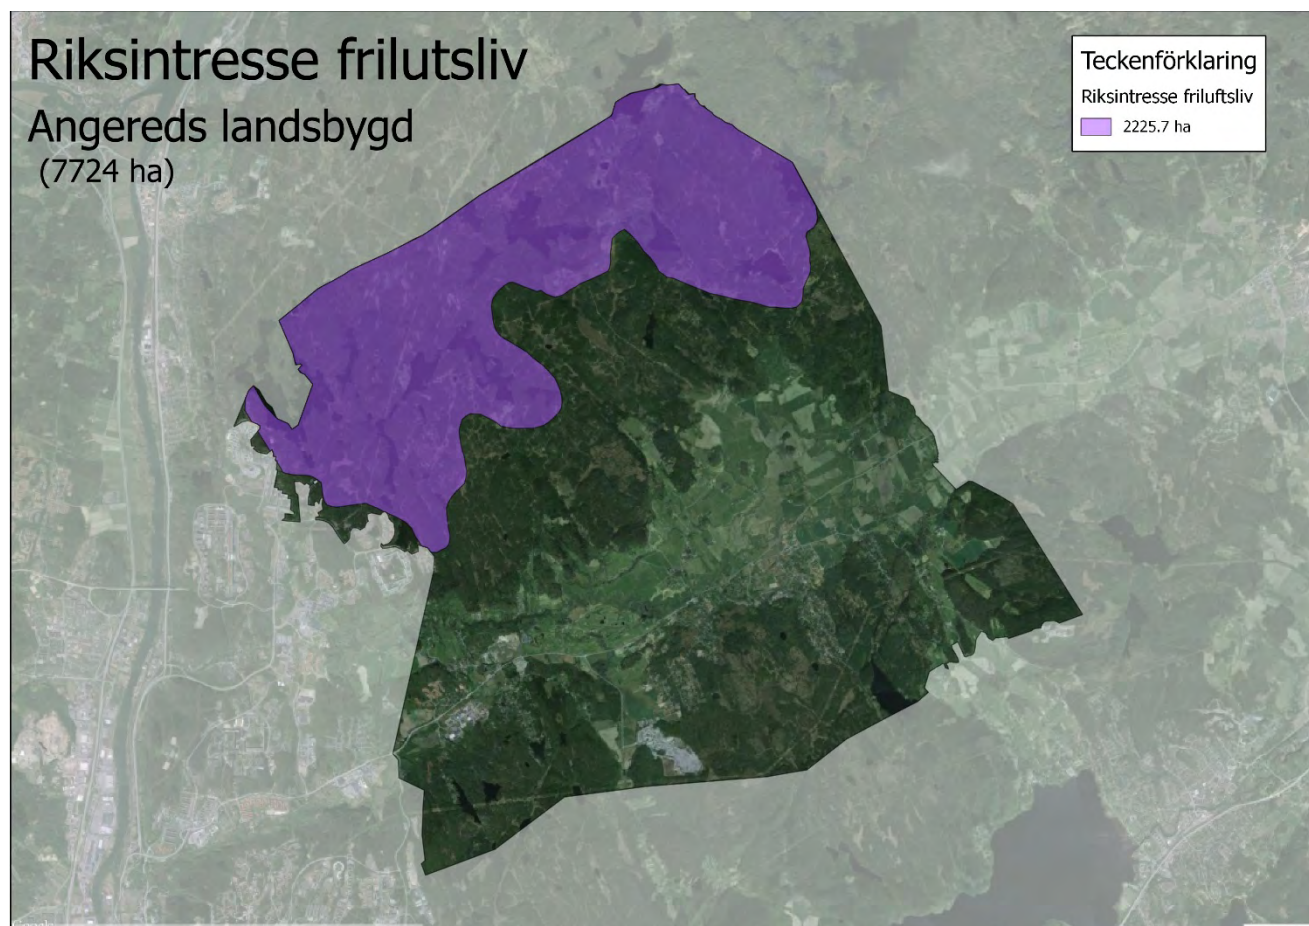 Riksintresse frilutsliv
Angereds landsbygd
(7724 ha)
Teckenförklaring
Riksintresse friluftsliv
2225.7 ha